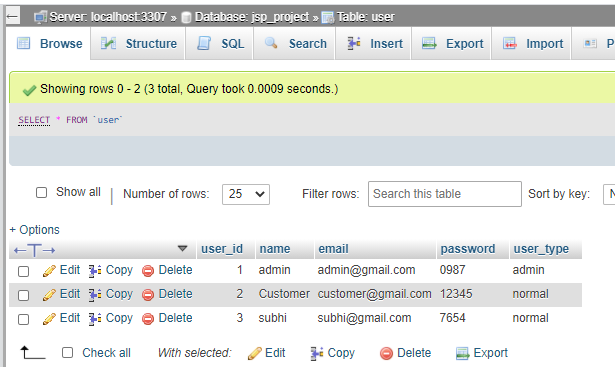 Server: localhost:3307 » Database: jsp_project » Table: user
Browse Structure SQL Search Insert Export Import P
Showing rows 0 - 2 (3 total, Query took 0.0009 seconds.)
SELECT * FROM `user`
Show all Number of rows: 25 Filter rows: Search this table Sort by key: N
+ Options
user_id name email password user_type
Edit Copy Delete 1 admin admin@gmail.com 0987 admin
Edit Copy Delete 2 Customer customer@gmail.com 12345 normal
Edit Copy Delete 3 subhi subhi@gmail.com 7654 normal
Check all With selected: Edit Copy Delete Export